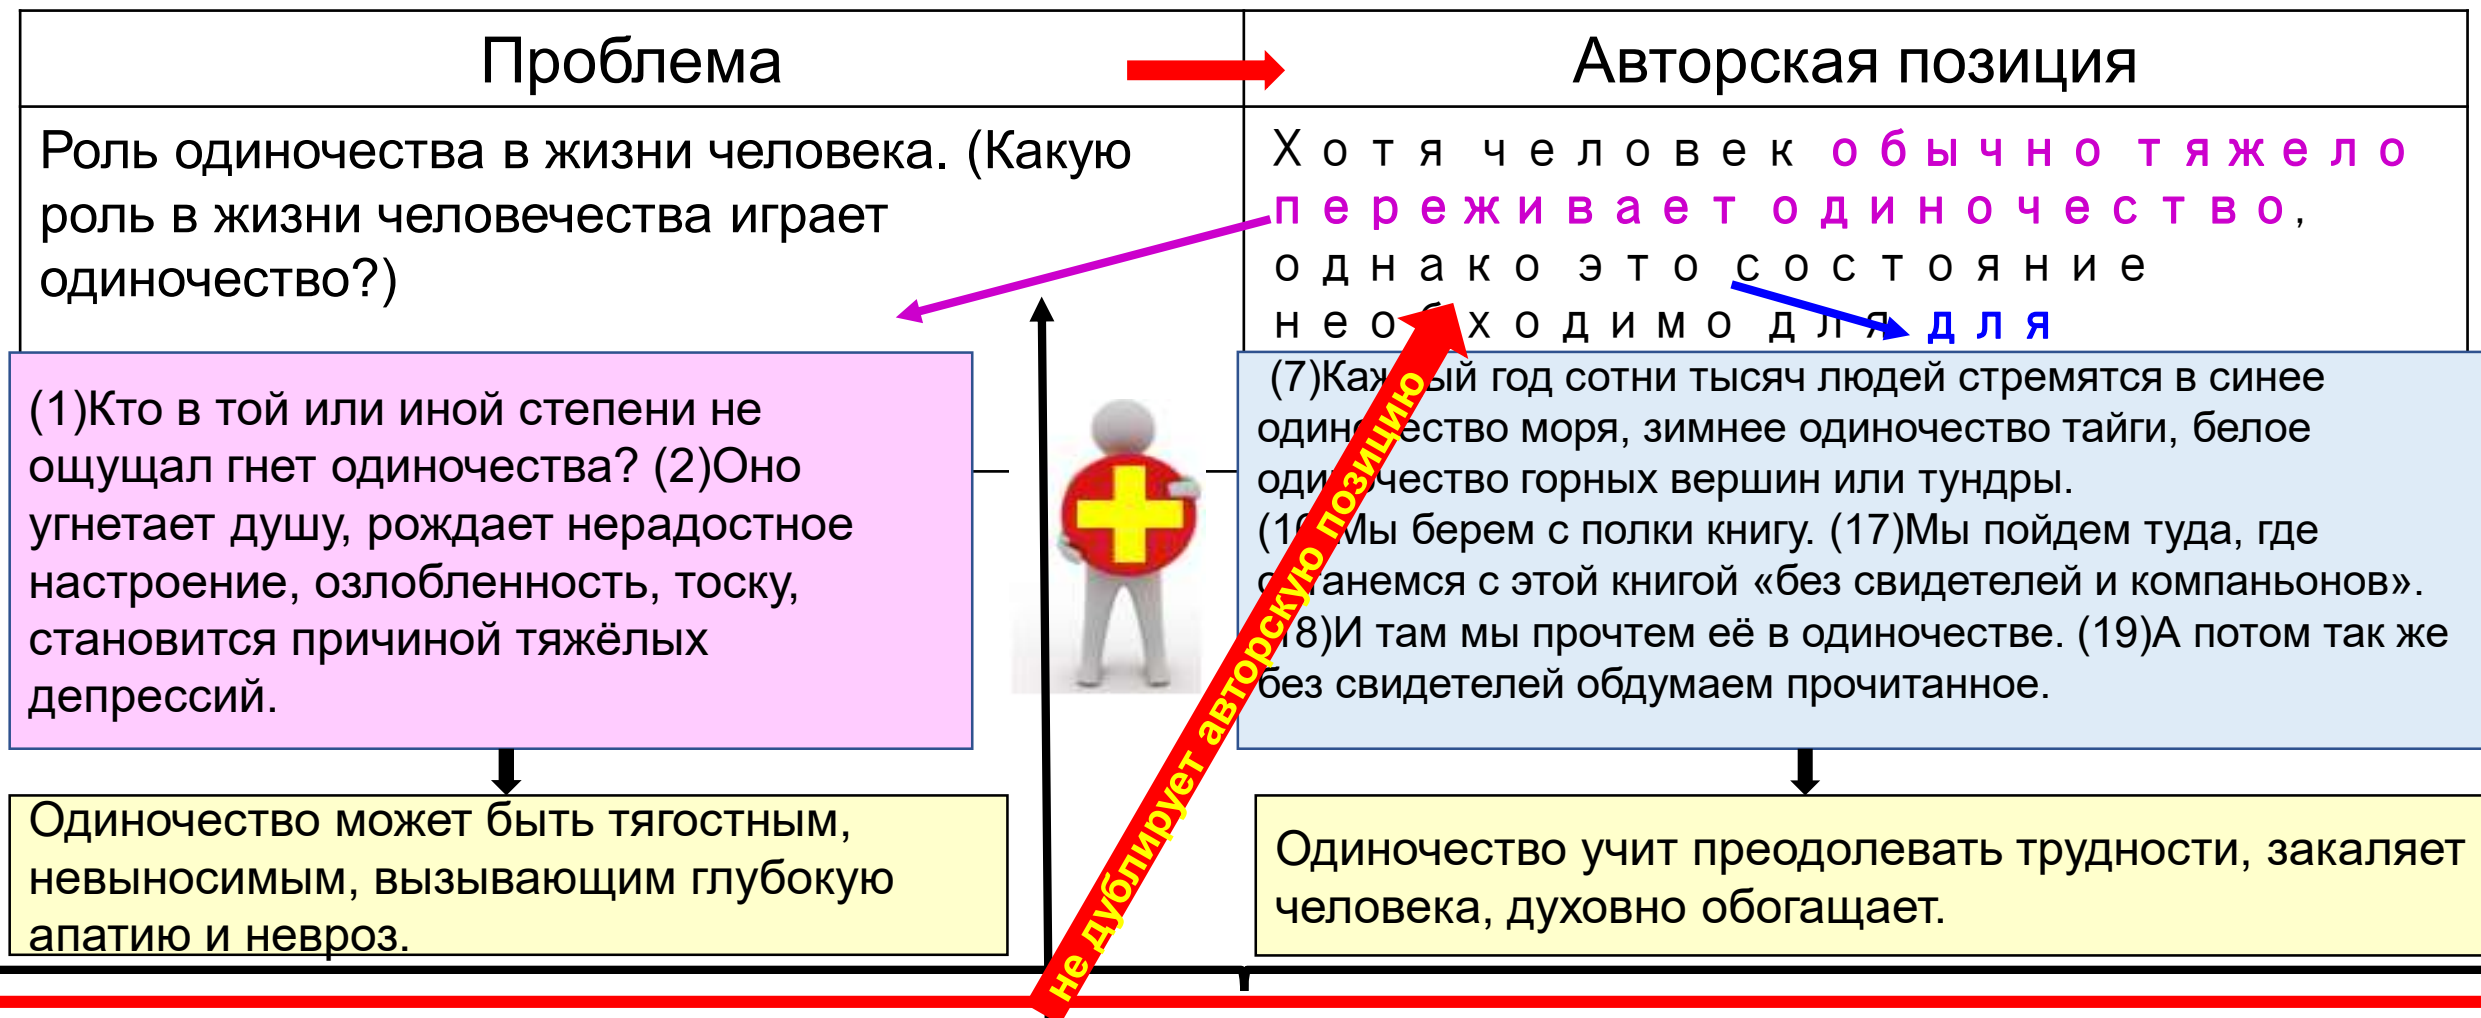 Проблема
Авторская позиция
Роль одиночества в жизни человека. (Какую
роль в жизни человечества играет
одиночество?)
Хотя человек обычно тяжело
переживает одиночество,
однако это состояние
необходимо для для
(1)Кто в той или иной степени не
ощущал гнет одиночества? (2)Оно
угнетает душу, рождает нерадостное
настроение, озлобленность, тоску,
становится причиной тяжёлых
депрессий.
(7)Каждый год сотни тысяч людей стремятся в синее
одиночество моря, зимнее одиночество тайги, белое
одиночество горных вершин или тундры.
Мы берем с полки книгу. (17)Мы пойдем туда, где
останемся с этой книгой «без свидетелей и компаньонов».
(18)И там мы прочтем её в одиночестве. (19)А потом так же
без свидетелей обдумаем прочитанное.
не дублирует авторскую позицию
Одиночество может быть тягостным,
невыносимым, вызывающим глубокую
апатию и невроз.
Одиночество учит преодолевать трудности, закаляет
человека, духовно обогащает.